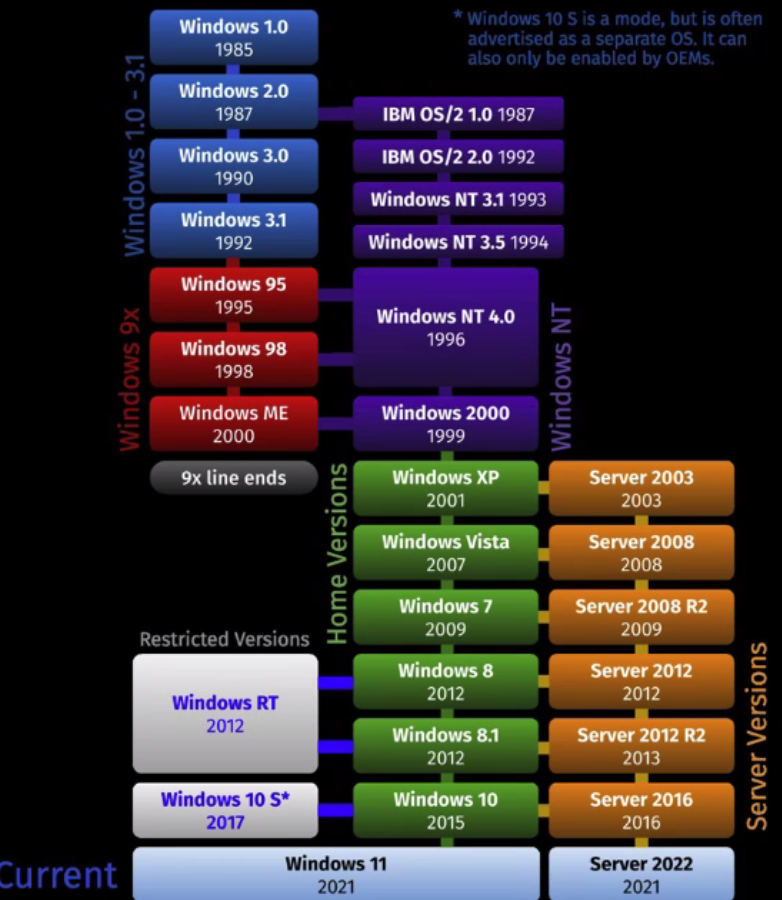 * Windows 10 S is a mode, but is often
advertised as a separate OS. It can
also only be enabled by OEMs.
Windows 1.0 - 3.1
Windows 1.0
1985
Windows 2.0
1987
Windows 3.0
1990
Windows 3.1
1992
IBM OS/2 1.0 1987
IBM OS/2 2.0 1992
Windows NT 3.1 1993
Windows NT 3.5 1994
Windows 9x
Windows 95
1995
Windows 98
1998
Windows ME
2000
9x line ends
Windows NT 4.0
1996
Windows 2000
1999
Windows NT
Home Versions
Windows XP
2001
Windows Vista
2007
Windows 7
2009
Windows 8
2012
Windows 8.1
2012
Windows 10
2015
Server 2003
2003
Server 2008
2008
Server 2008 R2
2009
Server 2012
2012
Server 2012 R2
2013
Server 2016
2016
Server Versions
Restricted Versions
Windows RT
2012
Windows 10 S*
2017
Current
Windows 11
2021
Server 2022
2021